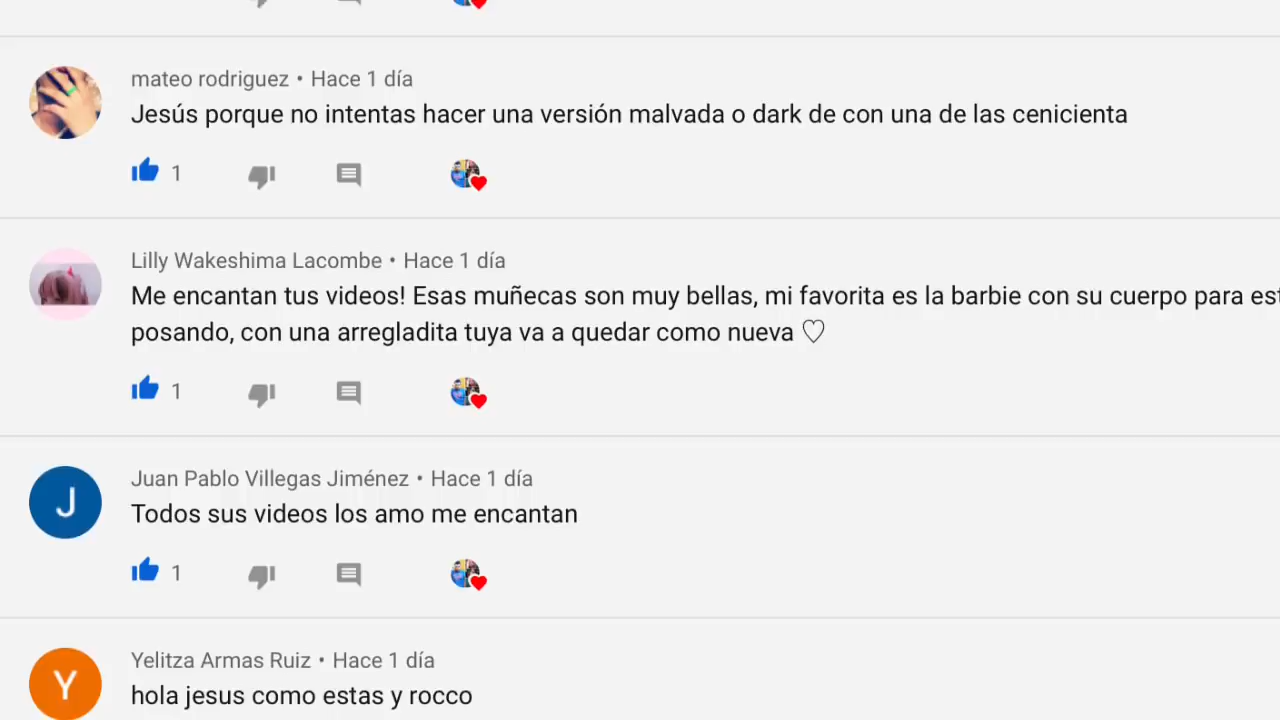 mateo rodriguez • Hace 1 día
Jesús porque no intentas hacer una versión malvada o dark de con una de las cenicienta
1
Lilly Wakeshima Lacombe • Hace 1 día
Me encantan tus videos! Esas muñecas son muy bellas, mi favorita es la barbie con su cuerpo para
posando, con una arregladita tuya va a quedar como nueva ♡
1
Juan Pablo Villegas Jiménez • Hace 1 día
J
Todos sus videos los amo me encantan
1
Yelitza Armas Ruiz • Hace 1 día
Y
hola jesus como estas y rocco